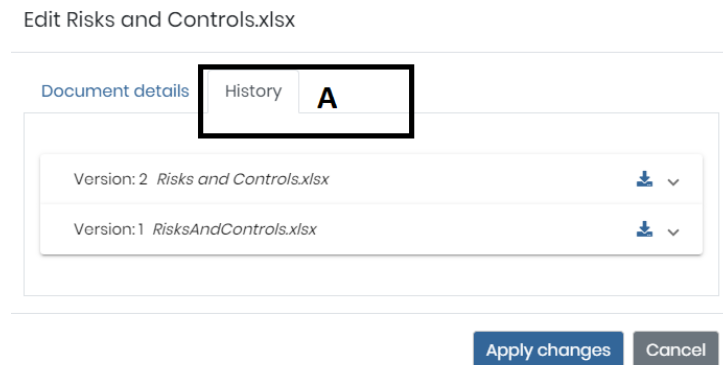 Edit Risks and Controls.xlsx
Document details History A
Version: 2 Risks and Controls.xlsx
Version: 1 RisksAndControls.xlsx
Apply changes Cancel